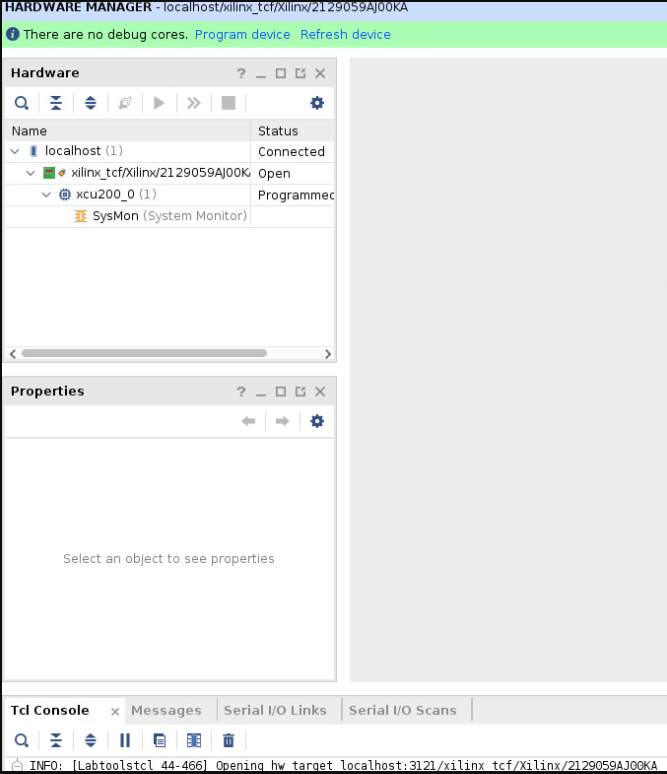 HARDWARE MANAGER - localhost/xilinx_tcf/Xilinx/2129059AJ00KA
There are no debug cores. Program device Refresh device
Hardware
Name Status
localhost (1) Connected
xilinx_tcf/Xilinx/2129059AJ00KA Open
xcu200_0 (1) Programmed
SysMon (System Monitor)
Properties
Select an object to see properties
Tcl Console Messages Serial I/O Links Serial I/O Scans
INFO: [Labtoolstcl 44-466] Opening hw_target localhost:3121/xilinx_tcf/Xilinx/2129059AJ00KA